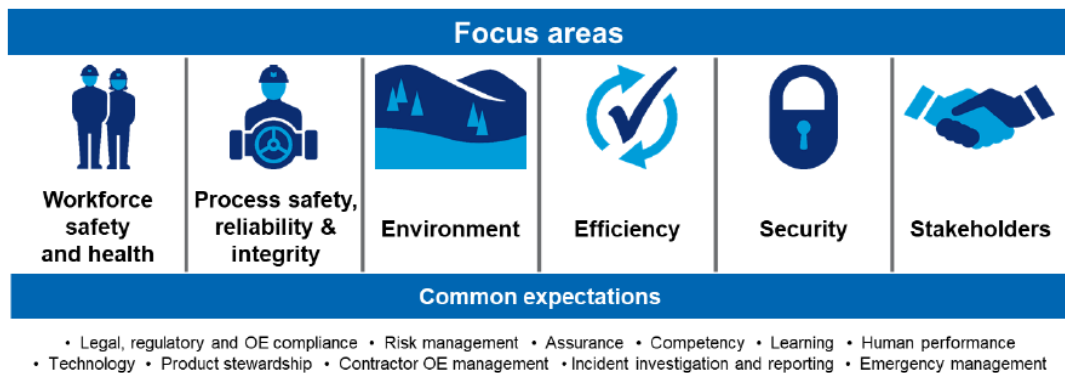 Focus areas
Workforce
safety
and health
Process safety,
reliability &
integrity
Environment
Efficiency
Security
Stakeholders
Common expectations
• Legal, regulatory and OE compliance • Risk management • Assurance • Competency • Learning • Human performance
• Technology • Product stewardship • Contractor OE management • Incident investigation and reporting • Emergency management